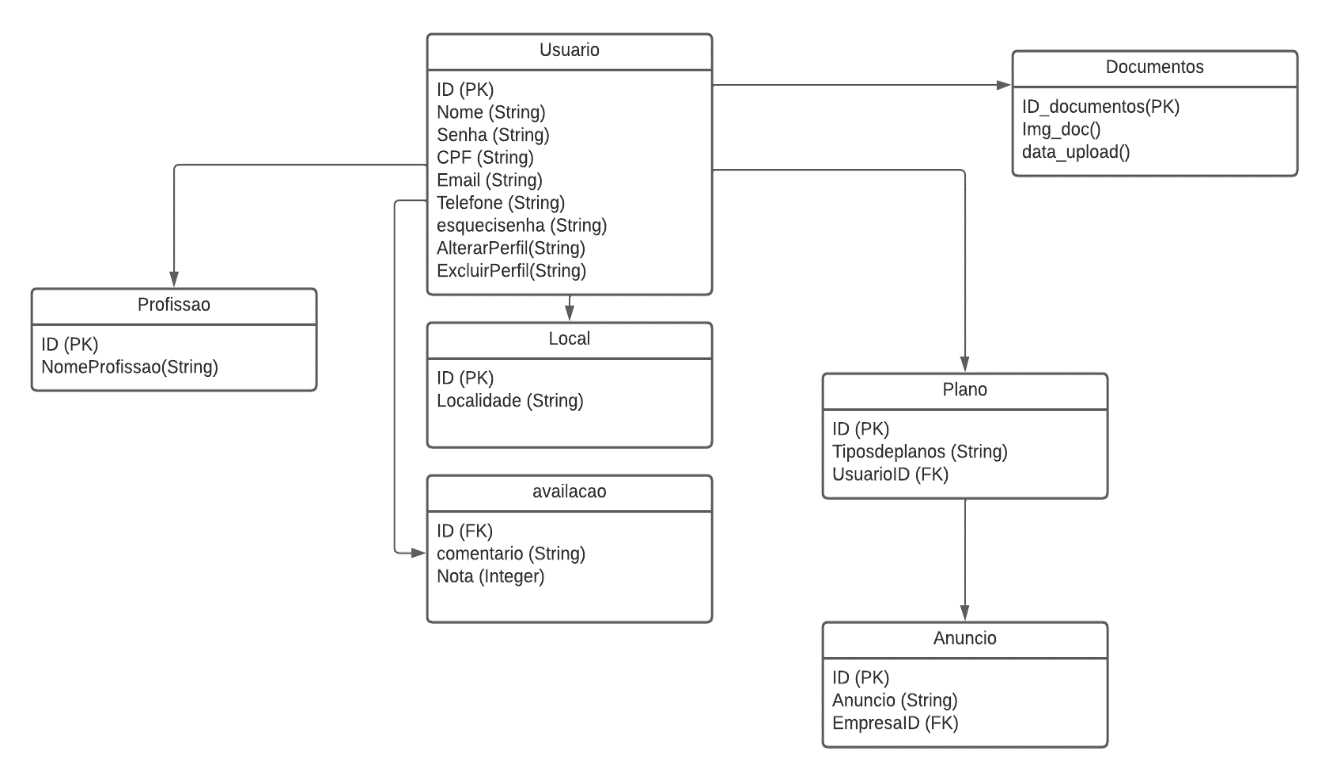 Usuario
ID (PK)
Nome (String)
Senha (String)
CPF (String)
Email (String)
Telefone (String)
esquecisenha (String)
AlterarPerfil(String)
ExcluirPerfil(String)
Documentos
ID_documentos(PK)
Img_doc()
data_upload()
Profissao
ID (PK)
NomeProfissao(String)
Local
ID (PK)
Localidade (String)
Plano
ID (PK)
Tiposdeplanos (String)
UsuarioID (FK)
availacao
ID (FK)
comentario (String)
Nota (Integer)
Anuncio
ID (PK)
Anuncio (String)
EmpresaID (FK)